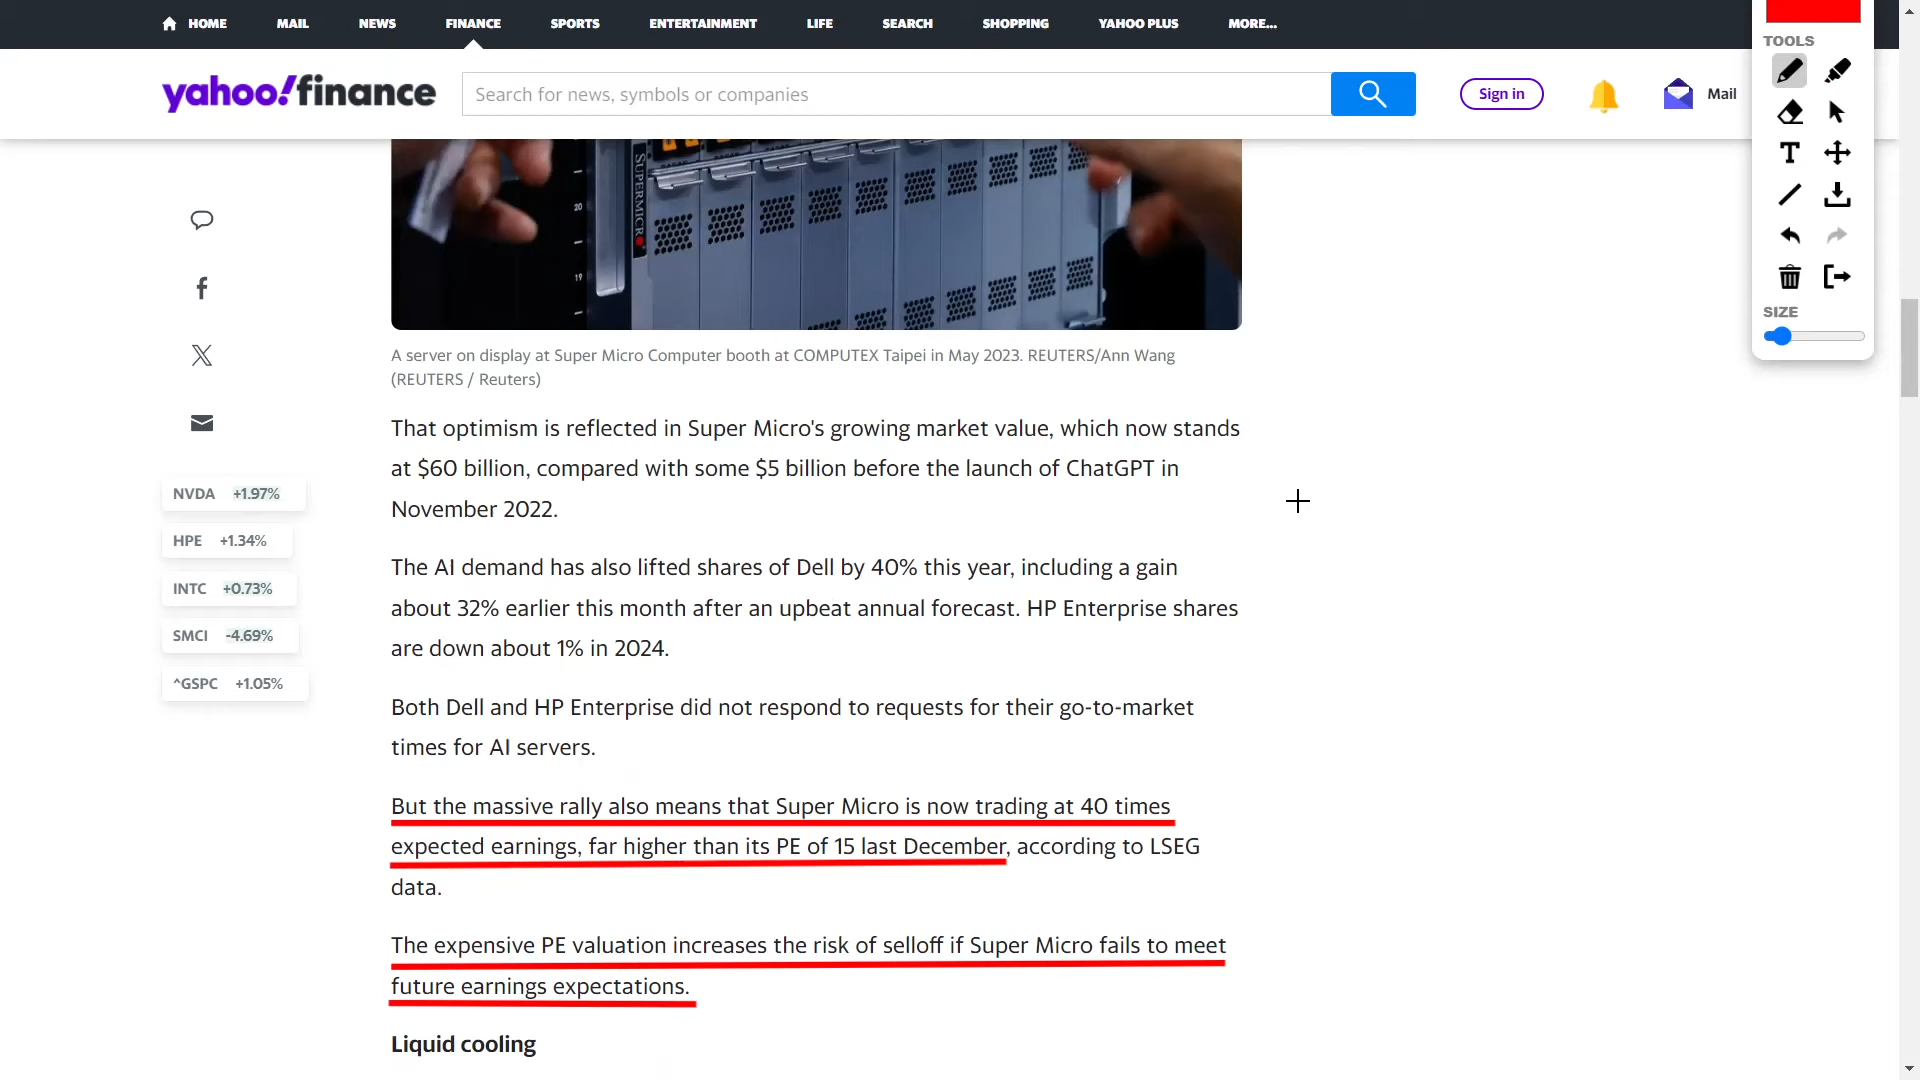 HOME MAIL NEWS FINANCE SPORTS ENTERTAINMENT LIFE SEARCH SHOPPING YAHOO PLUS MORE...
TOOLS
yahoo!finance
Search for news, symbols or companies
Sign in
Mail
SUPERMICRO
20
19
SIZE
A server on display at Super Micro Computer booth at COMPUTEX Taipei in May 2023. REUTERS/Ann Wang
(REUTERS / Reuters)
That optimism is reflected in Super Micro's growing market value, which now stands
at $60 billion, compared with some $5 billion before the launch of ChatGPT in
November 2022.
NVDA +1.97%
HPE +1.34%
INTC +0.73%
SMCI -4.69%
^GSPC +1.05%
The AI demand has also lifted shares of Dell by 40% this year, including a gain
about 32% earlier this month after an upbeat annual forecast. HP Enterprise shares
are down about 1% in 2024.
Both Dell and HP Enterprise did not respond to requests for their go-to-market
times for AI servers.
But the massive rally also means that Super Micro is now trading at 40 times
expected earnings, far higher than its PE of 15 last December, according to LSEG
data.
The expensive PE valuation increases the risk of selloff if Super Micro fails to meet
future earnings expectations.
Liquid cooling